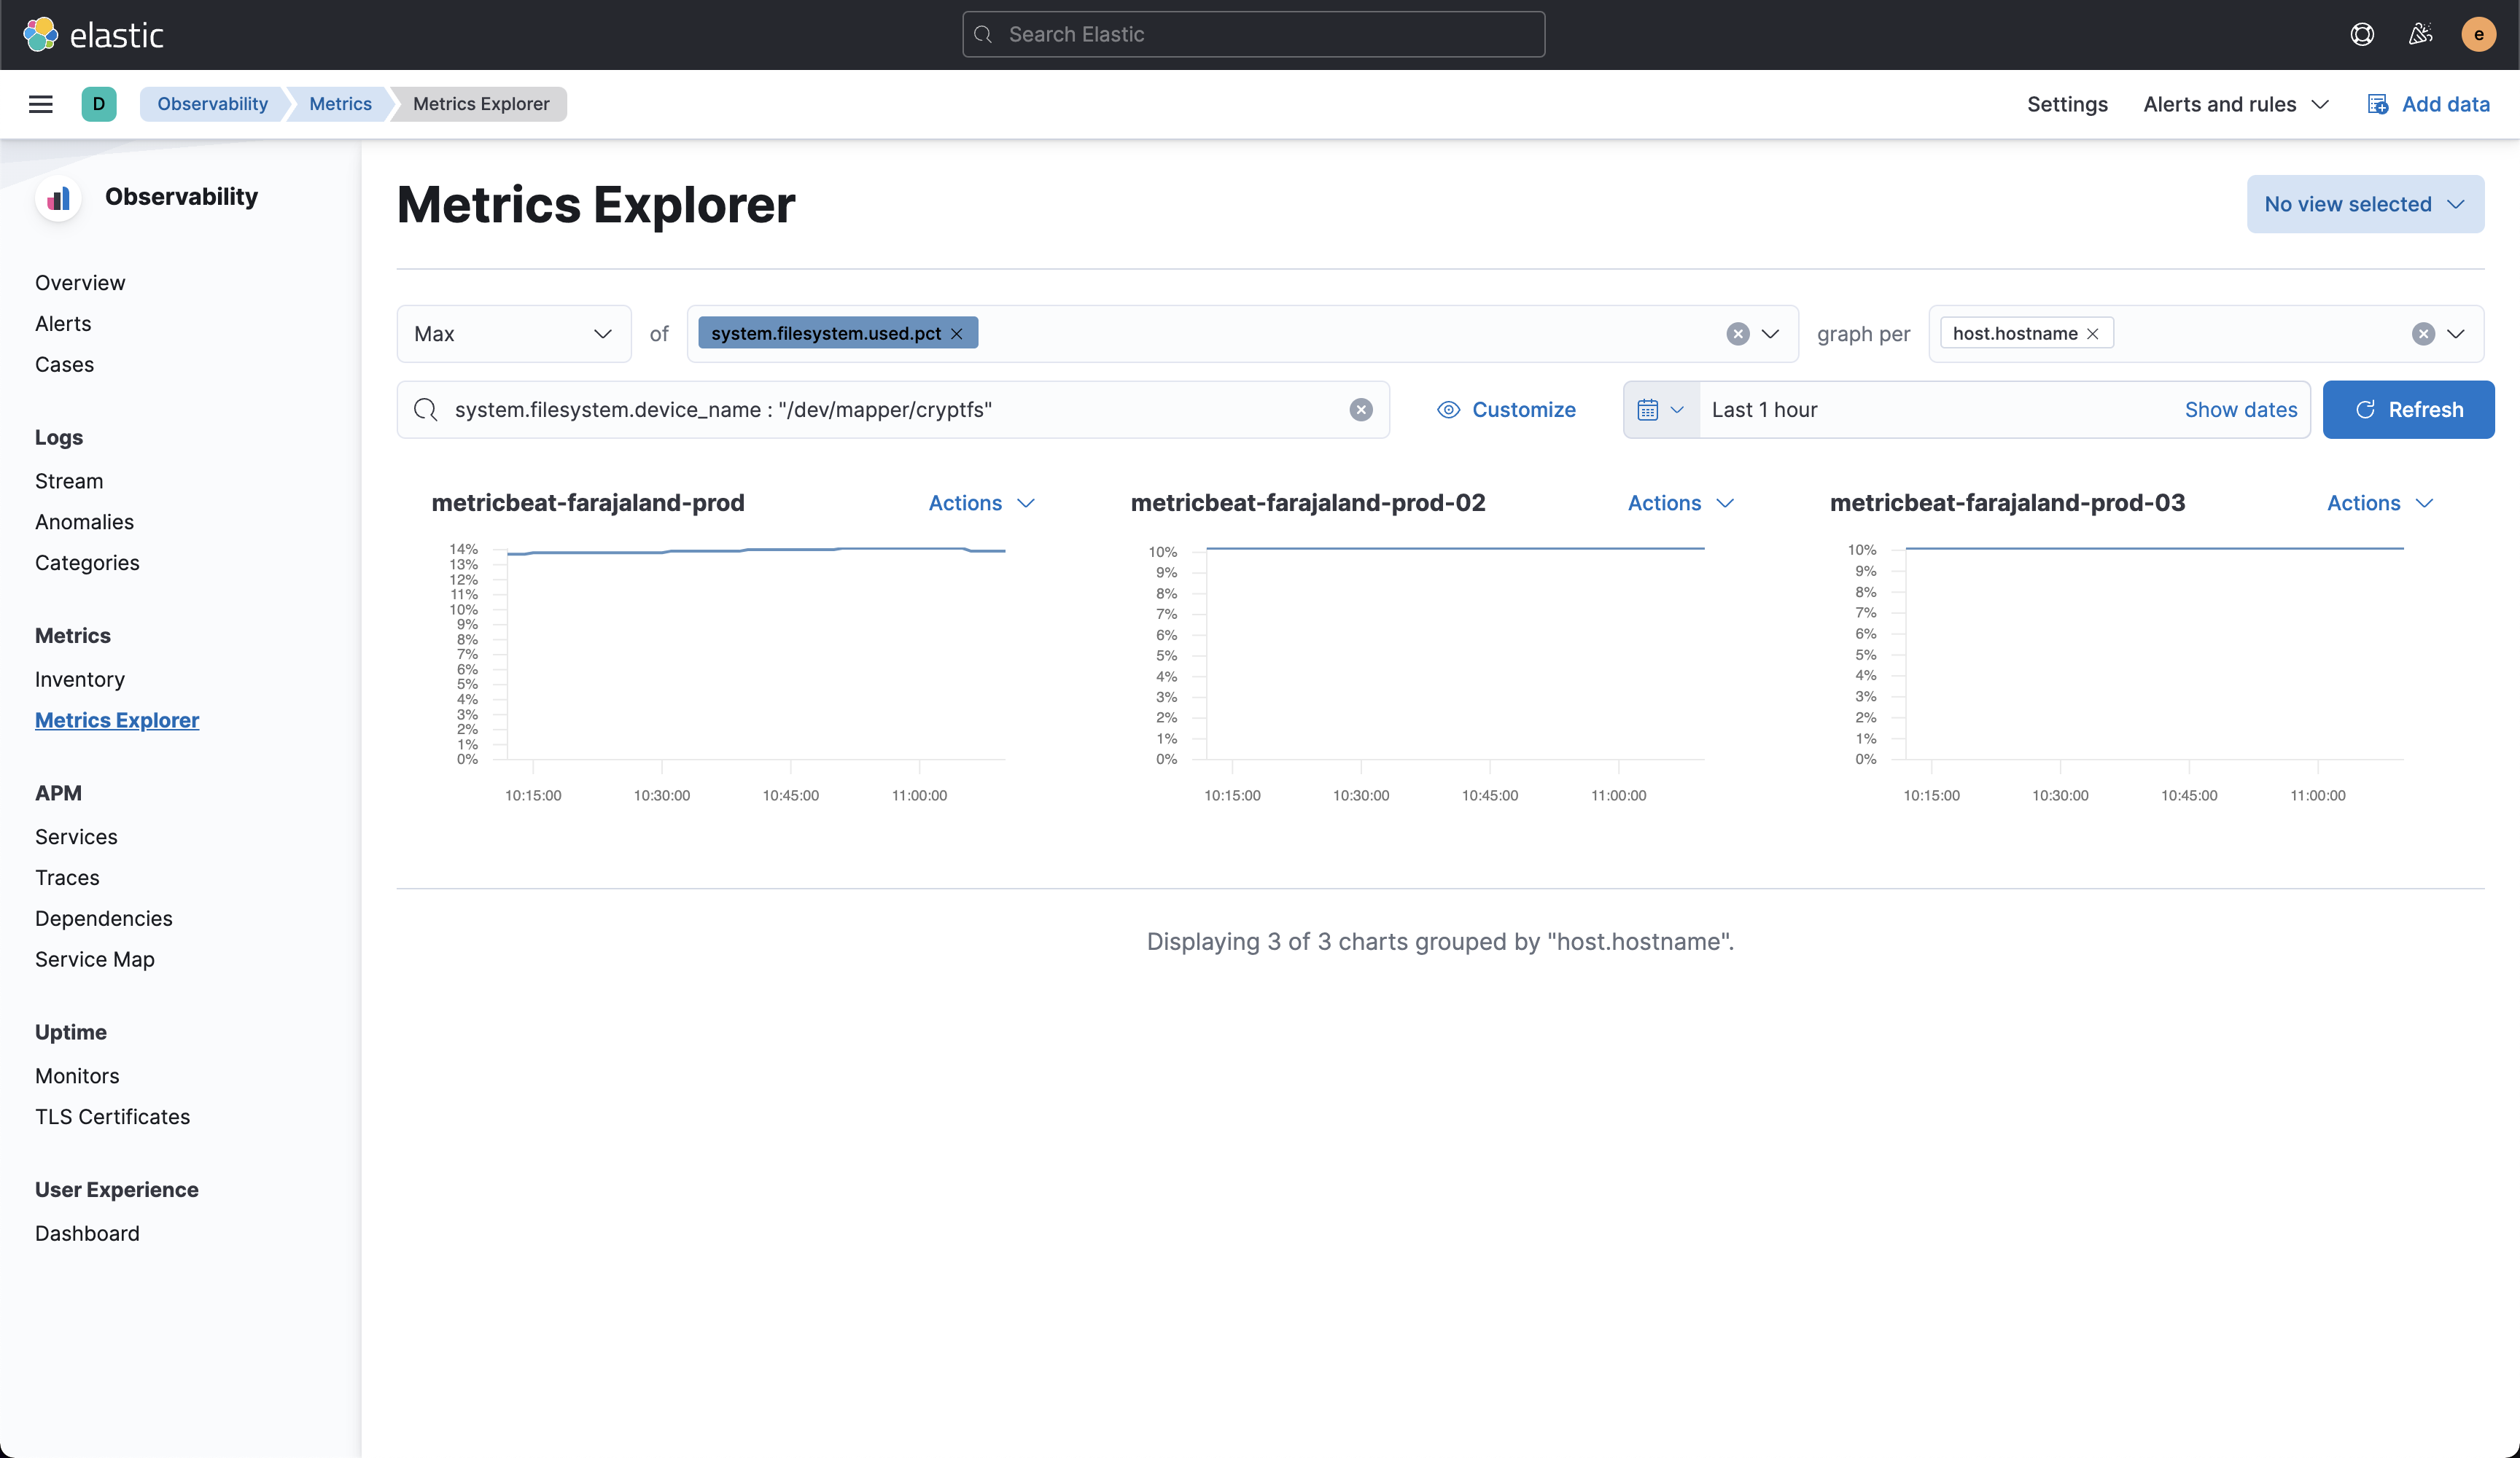 elastic
Search Elastic
e
D
Observability
Metrics
Metrics Explorer
Settings
Alerts and rules
Add data
Observability
Overview
Alerts
Cases
Logs
Stream
Anomalies
Categories
Metrics
Inventory
Metrics Explorer
APM
Services
Traces
Dependencies
Service Map
Uptime
Monitors
TLS Certificates
User Experience
Dashboard
Metrics Explorer
No view selected
Max
of
system.filesystem.used.pct
graph per
host.hostname
system.filesystem.device_name : "/dev/mapper/cryptfs"
Customize
Last 1 hour
Show dates
Refresh
metricbeat-farajaland-prod
Actions
14%
13%
12%
11%
10%
9%
8%
7%
6%
5%
4%
3%
2%
1%
0%
10:15:00
10:30:00
10:45:00
11:00:00
metricbeat-farajaland-prod-02
Actions
10%
9%
8%
7%
6%
5%
4%
3%
2%
1%
0%
10:15:00
10:30:00
10:45:00
11:00:00
metricbeat-farajaland-prod-03
Actions
10%
9%
8%
7%
6%
5%
4%
3%
2%
1%
0%
10:15:00
10:30:00
10:45:00
11:00:00
Displaying 3 of 3 charts grouped by "host.hostname".